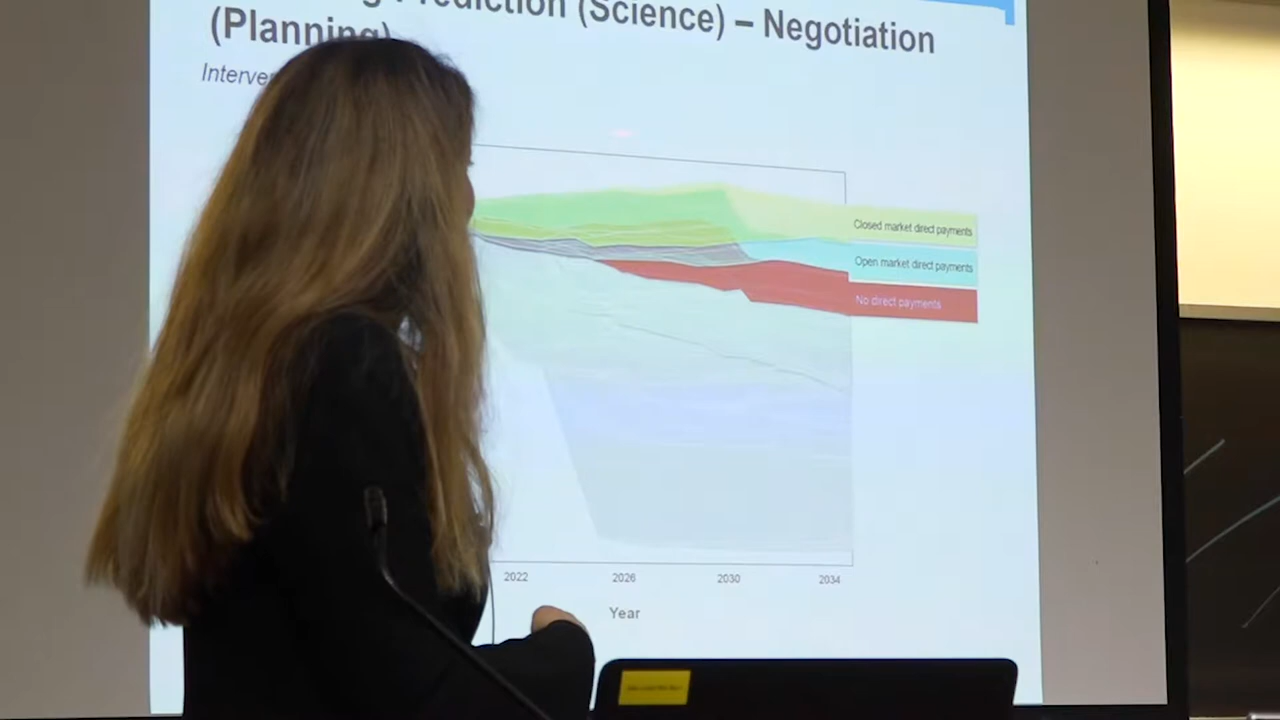 Prediction (Science) – Negotiation
(Planning)
Closed market direct payments
Open market direct payments
No direct payments
2022 2026 2030 2034
Year